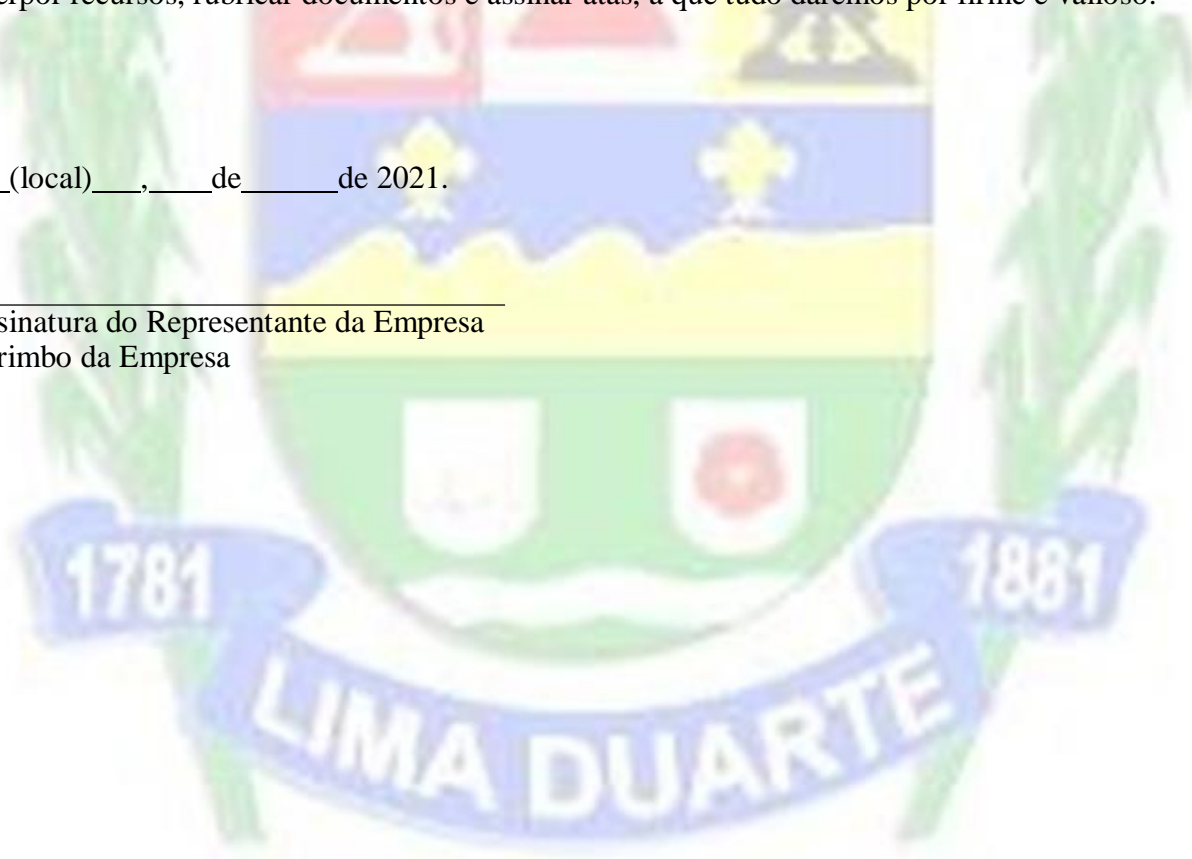 erpor recursos, rubricar documentos e assinar atas, a que tudo daremos por firme e valioso.
(local) , de de 2021.
sinatura do Representante da Empresa
rimbo da Empresa
1781 1881
LIMA DUARTE